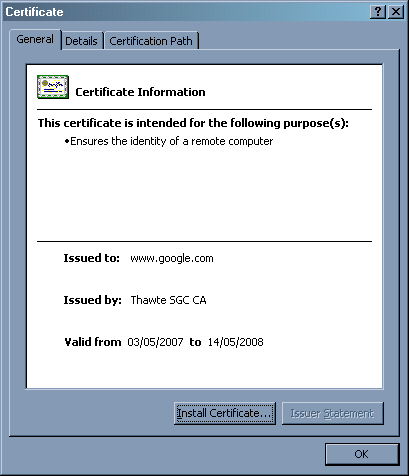 Certificate
General Details Certification Path
Certificate Information
This certificate is intended for the following purpose(s):
•Ensures the identity of a remote computer
Issued to: www.google.com
Issued by: Thawte SGC CA
Valid from 03/05/2007 to 14/05/2008
Install Certificate... Issuer Statement
OK